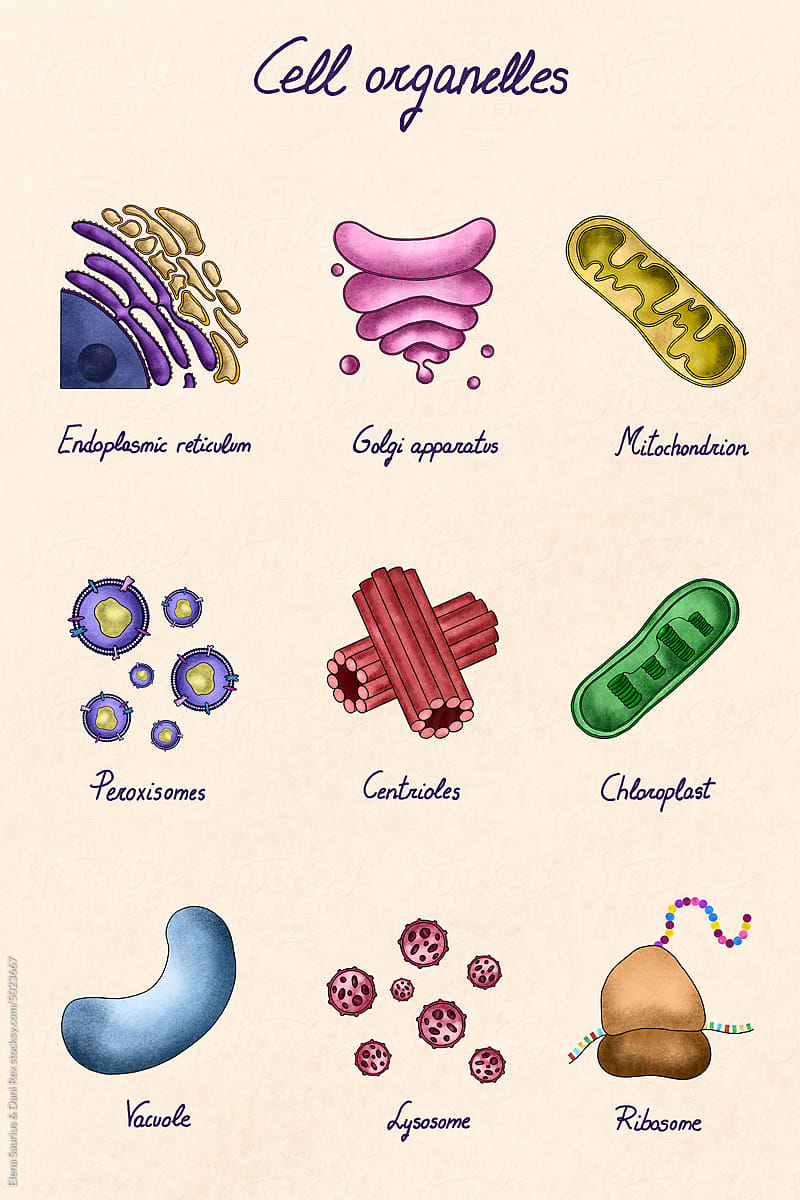 Cell organelles
Endoplasmic reticulum
Golgi apparatus
Mitochondrion
Peroxisomes
Centrioles
Chloroplast
Vacuole
Lysosome
Ribosome
Elena Saurius & Dani Rex stocksy.com/5023667